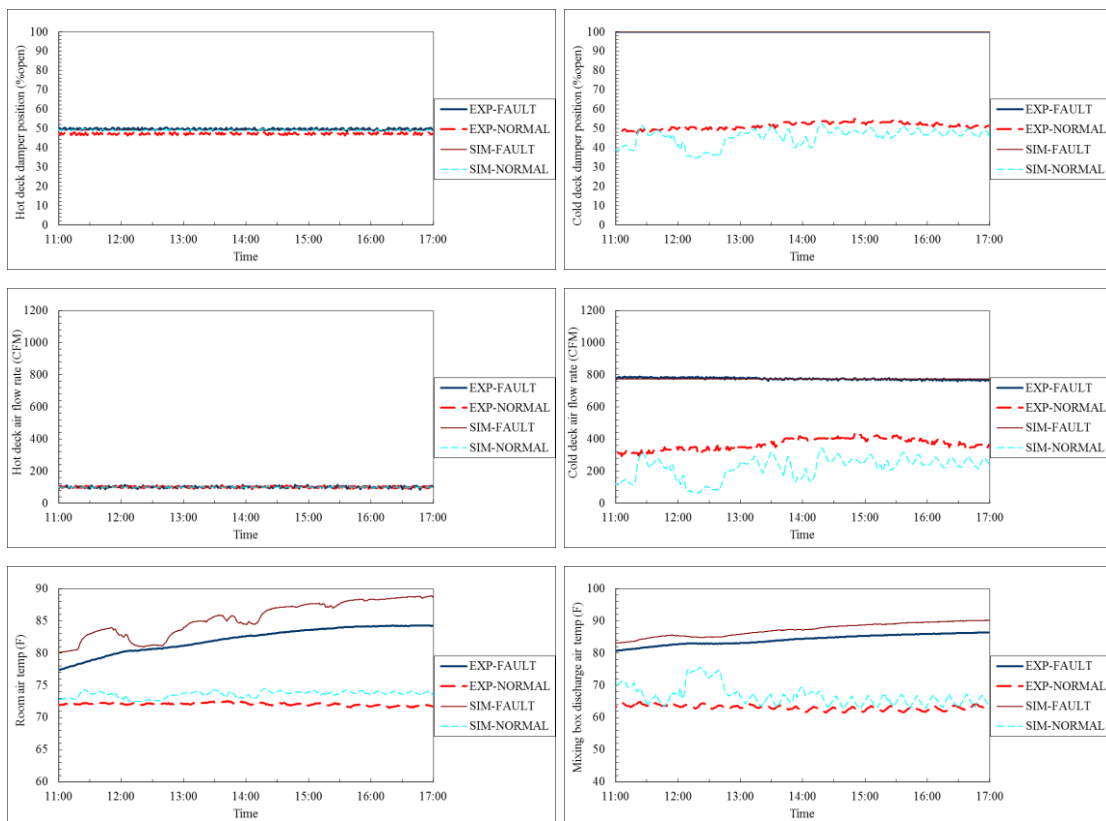 Hot deck damper position (%open)
100
90
80
70
60
50
40
30
20
10
0
11:00 12:00 13:00 14:00 15:00 16:00 17:00
Time
EXP-FAULT
EXP-NORMAL
SIM-FAULT
SIM-NORMAL
Cold deck damper position (%open)
100
90
80
70
60
50
40
30
20
10
0
11:00 12:00 13:00 14:00 15:00 16:00 17:00
Time
EXP-FAULT
EXP-NORMAL
SIM-FAULT
SIM-NORMAL
Hot deck air flow rate (CFM)
1200
1000
800
600
400
200
0
11:00 12:00 13:00 14:00 15:00 16:00 17:00
Time
EXP-FAULT
EXP-NORMAL
SIM-FAULT
SIM-NORMAL
Cold deck air flow rate (CFM)
1200
1000
800
600
400
200
0
11:00 12:00 13:00 14:00 15:00 16:00 17:00
Time
EXP-FAULT
EXP-NORMAL
SIM-FAULT
SIM-NORMAL
Room air temp (F)
90
85
80
75
70
65
60
11:00 12:00 13:00 14:00 15:00 16:00 17:00
Time
EXP-FAULT
EXP-NORMAL
SIM-FAULT
SIM-NORMAL
Mixing box discharge air temp (F)
100
90
80
70
60
50
40
11:00 12:00 13:00 14:00 15:00 16:00 17:00
Time
EXP-FAULT
EXP-NORMAL
SIM-FAULT
SIM-NORMAL